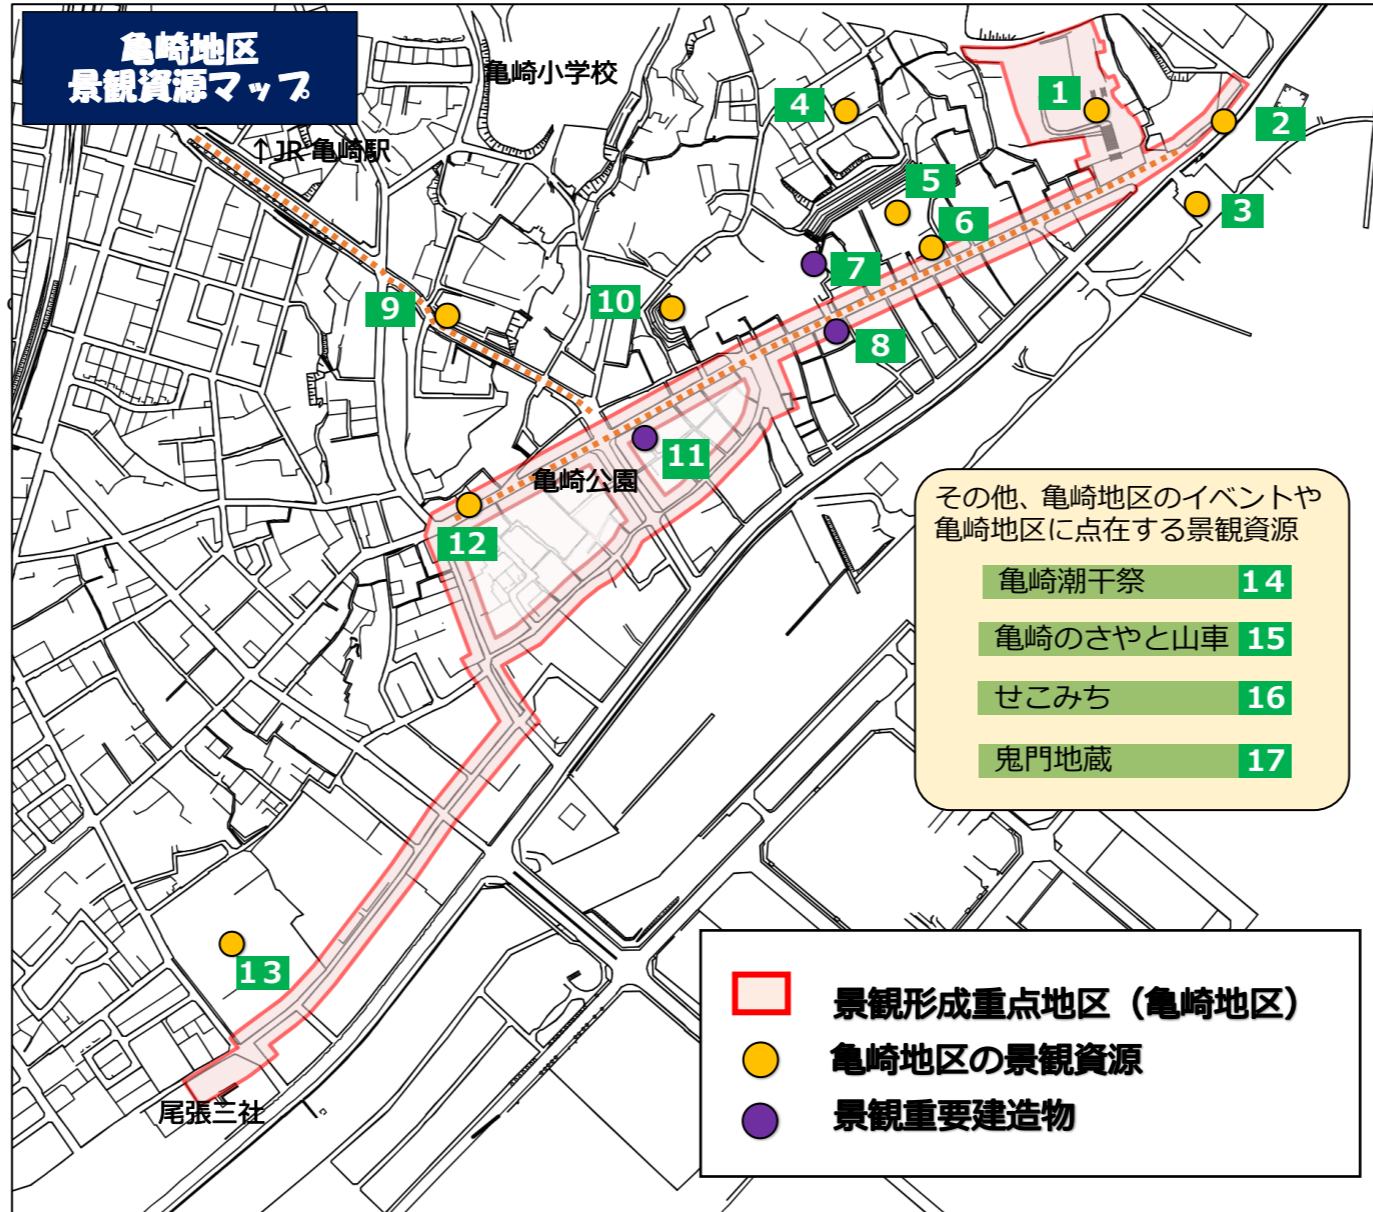 亀崎地区
景観資源マップ
亀崎小学校
↑JR 亀崎駅
1
2
3
4
5
6
7
8
9
10
11
亀崎公園
12
13
尾張三社
その他、亀崎地区のイベントや
亀崎地区に点在する景観資源
亀崎潮干祭 14
亀崎のさやと山車 15
せこみち 16
鬼門地蔵 17
景観形成重点地区（亀崎地区）
亀崎地区の景観資源
景観重要建造物